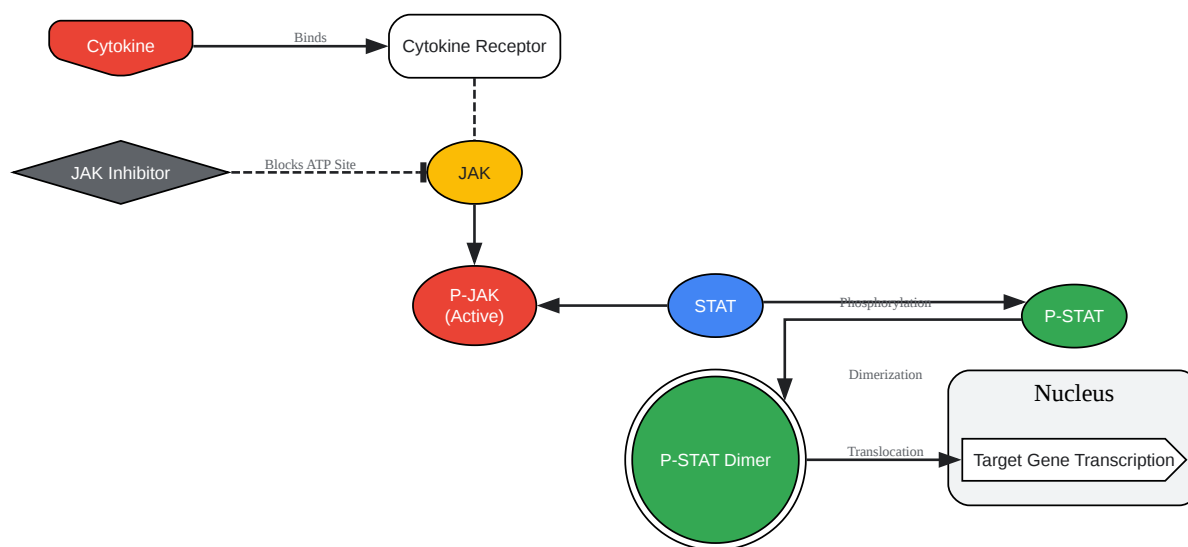 Cytokine
Binds
Cytokine Receptor
JAK Inhibitor
Blocks ATP Site
JAK
P-JAK
(Active)
STAT
Phosphorylation
P-STAT
Dimerization
Nucleus
P-STAT Dimer
Translocation
Target Gene Transcription